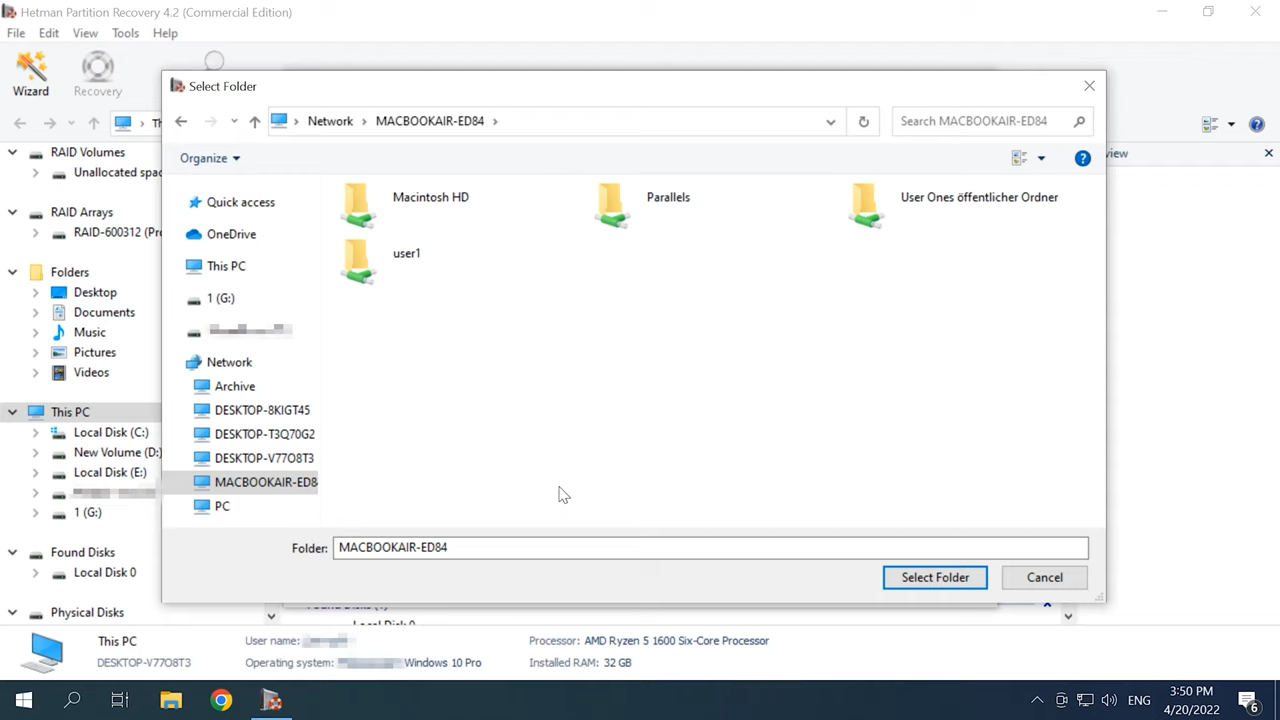 Hetman Partition Recovery 4.2 (Commercial Edition)
File Edit View Tools Help
Wizard
Recovery
Select Folder
Network MACBOOKAIR-ED84
Search MACBOOKAIR-ED84
Organize
Quick access
OneDrive
This PC
1 (G:)
Network
Archive
DESKTOP-8KIGT45
DESKTOP-T3Q70G2
DESKTOP-V77O8T3
MACBOOKAIR-ED84
PC
Macintosh HD
Parallels
User Ones öffentlicher Ordner
user1
Folder: MACBOOKAIR-ED84
Select Folder
Cancel
RAID Volumes
Unallocated spac
RAID Arrays
RAID-600312 (Pro
Folders
Desktop
Documents
Music
Pictures
Videos
This PC
Local Disk (C:)
New Volume (D:)
Local Disk (E:)
1 (G:)
Found Disks
Local Disk 0
Physical Disks
Local Disk 0
This PC
DESKTOP-V77O8T3
User name:
Operating system: Windows 10 Pro
Processor: AMD Ryzen 5 1600 Six-Core Processor
Installed RAM: 32 GB
ENG
3:50 PM
4/20/2022
6